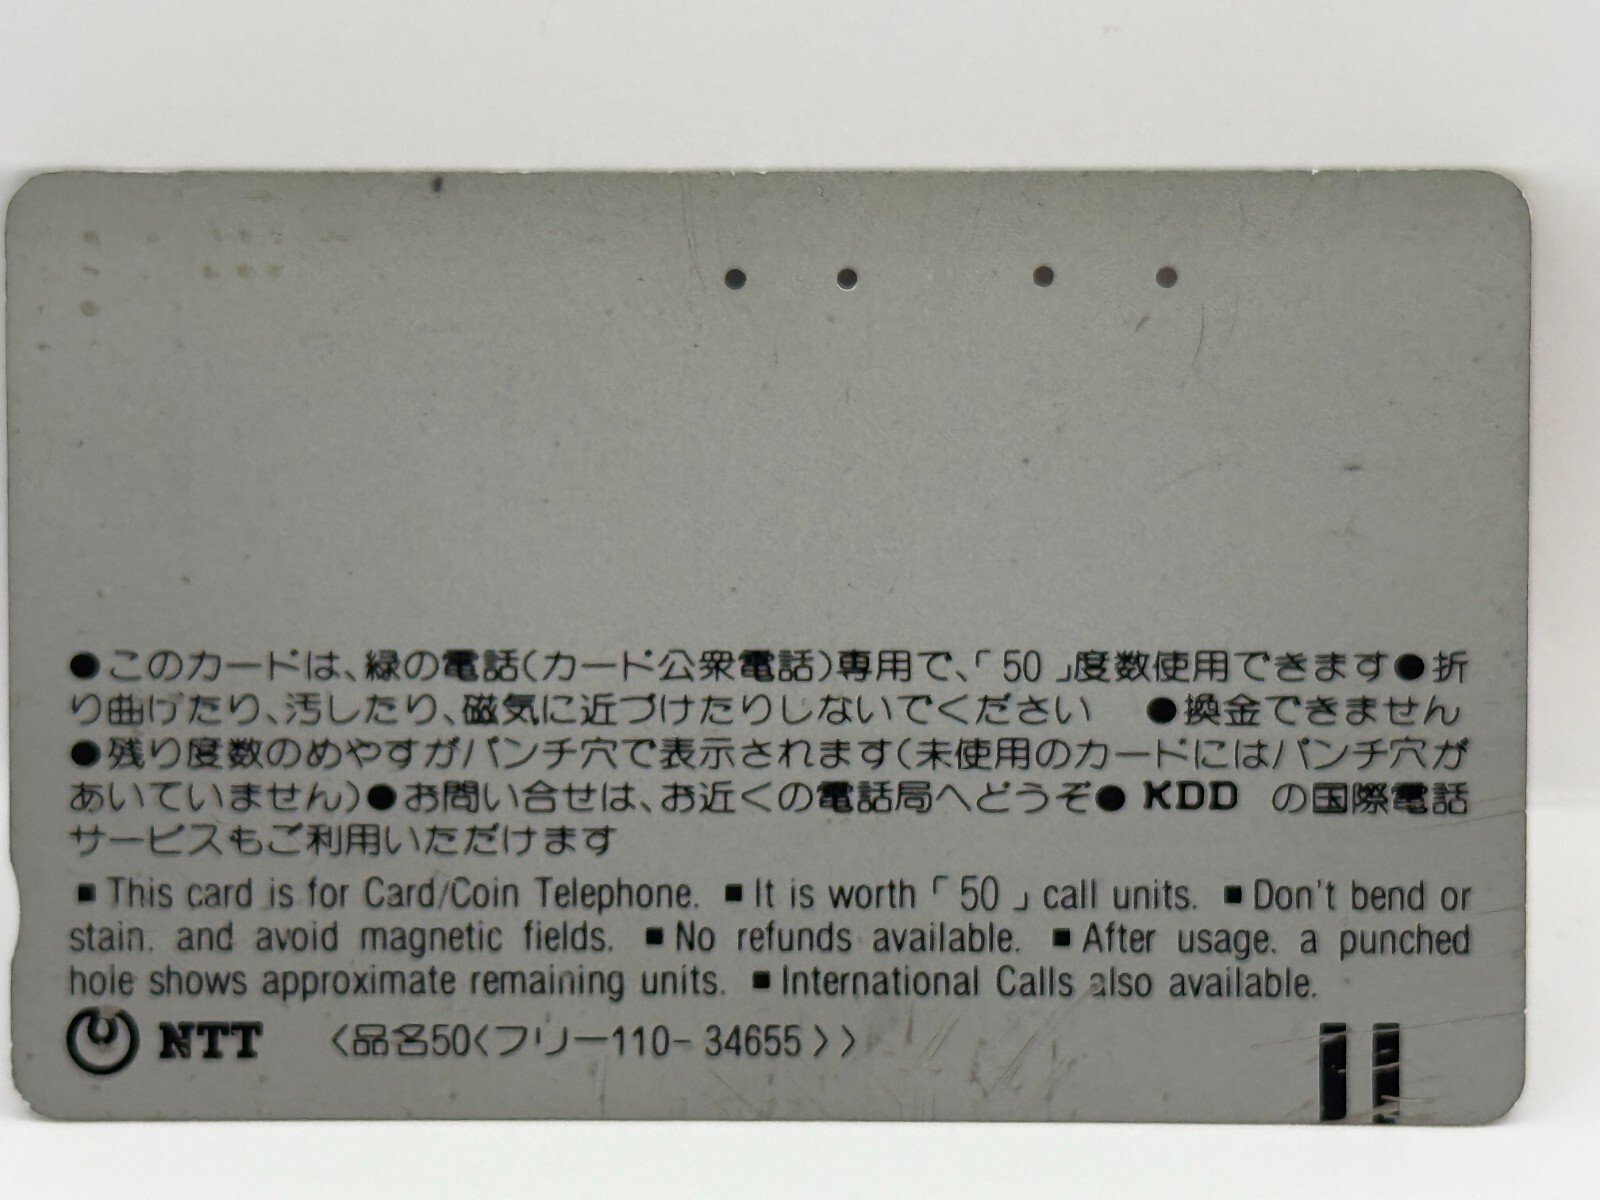 ●このカードは、緑の電話(カード公衆電話)専用で、「50」度数使用できます●折
り曲げたり、汚したり、磁気に近づけたりしないでください　●換金できません
●残り度数のめやすがパンチ穴で表示されます(未使用のカードにはパンチ穴が
あいていません)●お問い合せは、お近くの電話局へどうぞ● KDD の国際電話
サービスもご利用いただけます
■This card is for Card/Coin Telephone. ■It is worth「50」call units. ■Don't bend or
stain. and avoid magnetic fields. ■No refunds available. ■After usage. a punched
hole shows approximate remaining units. ■International Calls also available.
NTT 〈品名50〈フリー110-34655〉〉